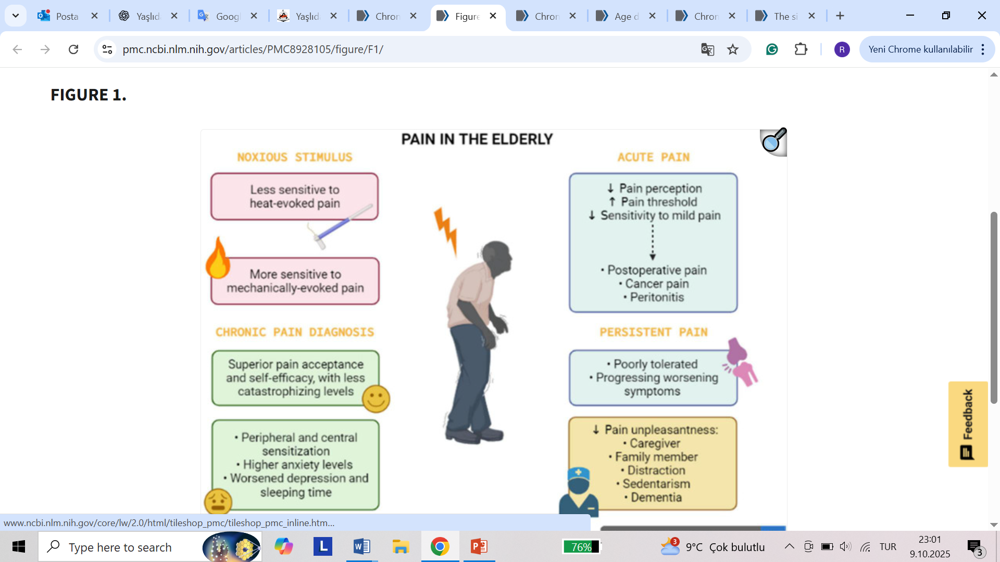 Posta
Yaşlıd
Googl
Yaşlıd
Chron
Figure
Chron
Age d
Chron
The si
pmc.ncbi.nlm.nih.gov/articles/PMC8928105/figure/F1/
R
Yeni Chrome kullanılabilir
FIGURE 1.
PAIN IN THE ELDERLY
NOXIOUS STIMULUS
Less sensitive to
heat-evoked pain
More sensitive to
mechanically-evoked pain
CHRONIC PAIN DIAGNOSIS
Superior pain acceptance
and self-efficacy, with less
catastrophizing levels
• Peripheral and central
sensitization
• Higher anxiety levels
• Worsened depression and
sleeping time
ACUTE PAIN
↓ Pain perception
↑ Pain threshold
↓ Sensitivity to mild pain
• Postoperative pain
• Cancer pain
• Peritonitis
PERSISTENT PAIN
• Poorly tolerated
• Progressing worsening
symptoms
↓ Pain unpleasantness:
• Caregiver
• Family member
• Distraction
• Sedentarism
• Dementia
Feedback
www.ncbi.nlm.nih.gov/core/lw/2.0/html/tileshop_pmc/tileshop_pmc_inline.htm...
Type here to search
L
76%
3
9°C Çok bulutlu
TUR
23:01
9.10.2025
3